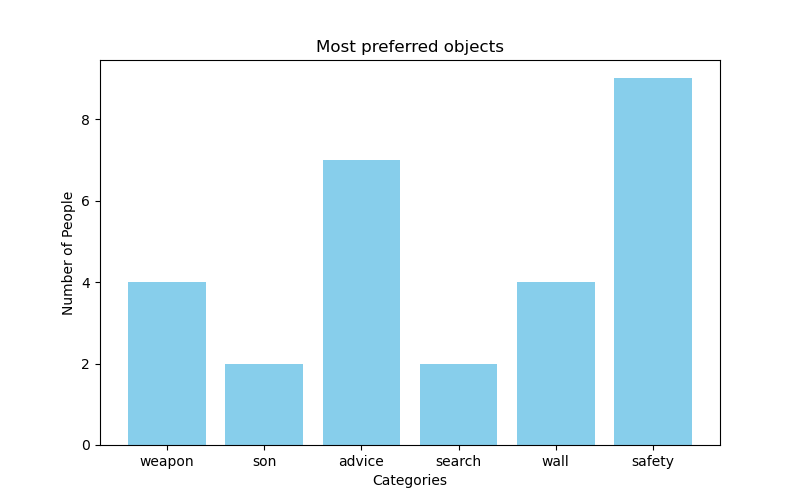 Most preferred objects
Number of People
8
6
4
2
0
weapon son advice search wall safety
Categories